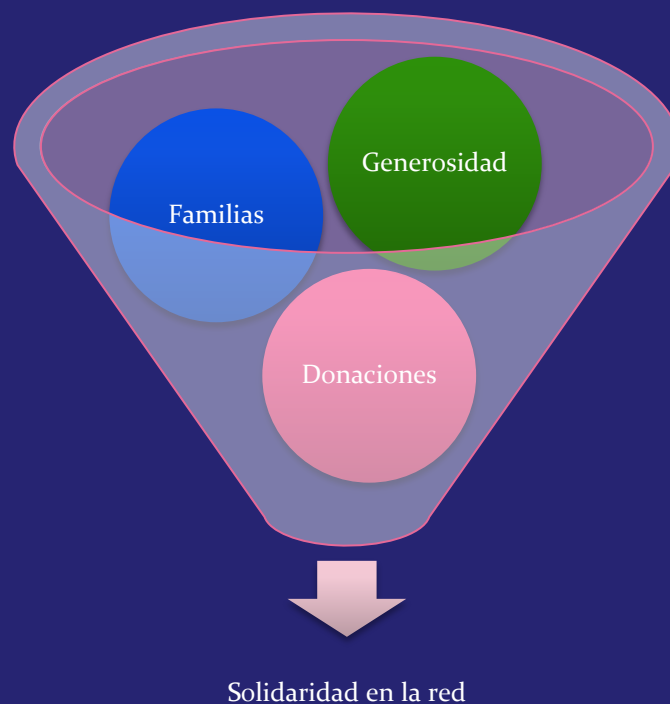 Generosidad
Familias
Donaciones
Solidaridad en la red